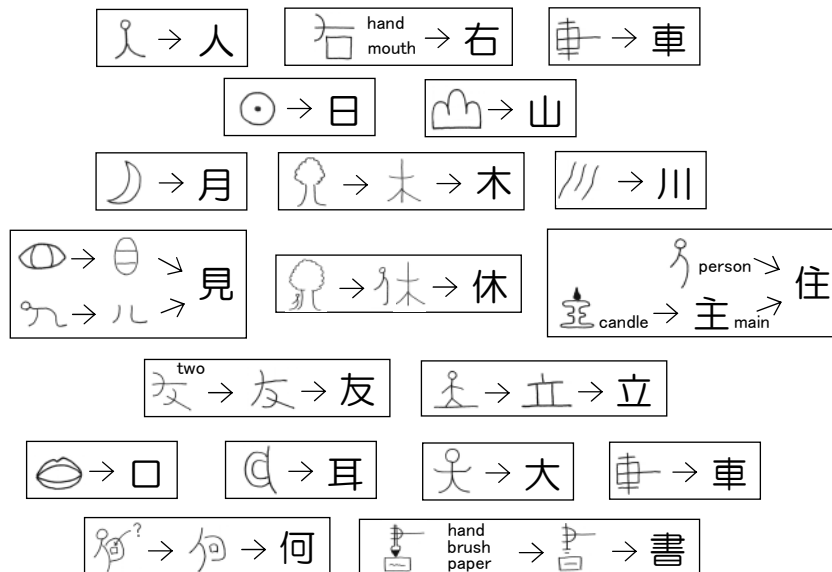 人 hand mouth 右 車
日 山
月 木 川
見 休 person candle 主 main 住
two 友 立
口 耳 大 車
? 何 hand brush paper 書